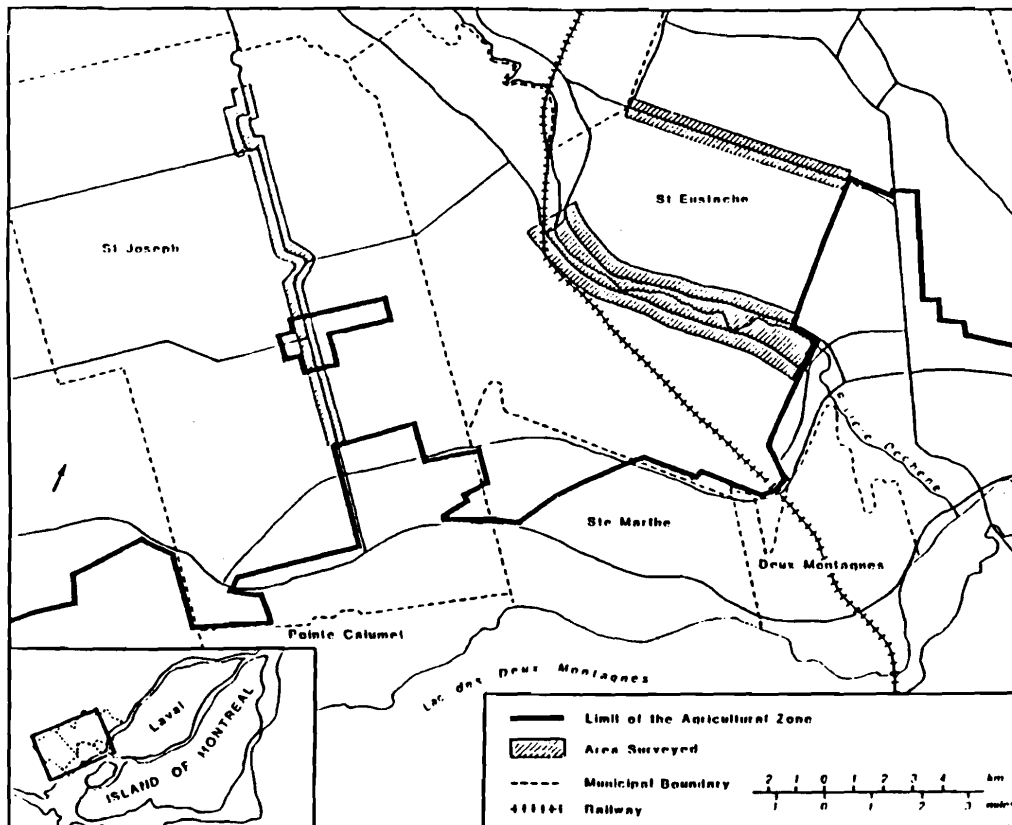 St Eustache
St Joseph
Ste Marthe
Deux Montagnes
Pointe Calumet
Lac des Deux Montagnes
Laval
ISLAND OF MONTREAL
Limit of the Agricultural Zone
Area Surveyed
Municipal Boundary
Railway
2 1 0 1 2 3 4 km
1 0 1 2 3 miles